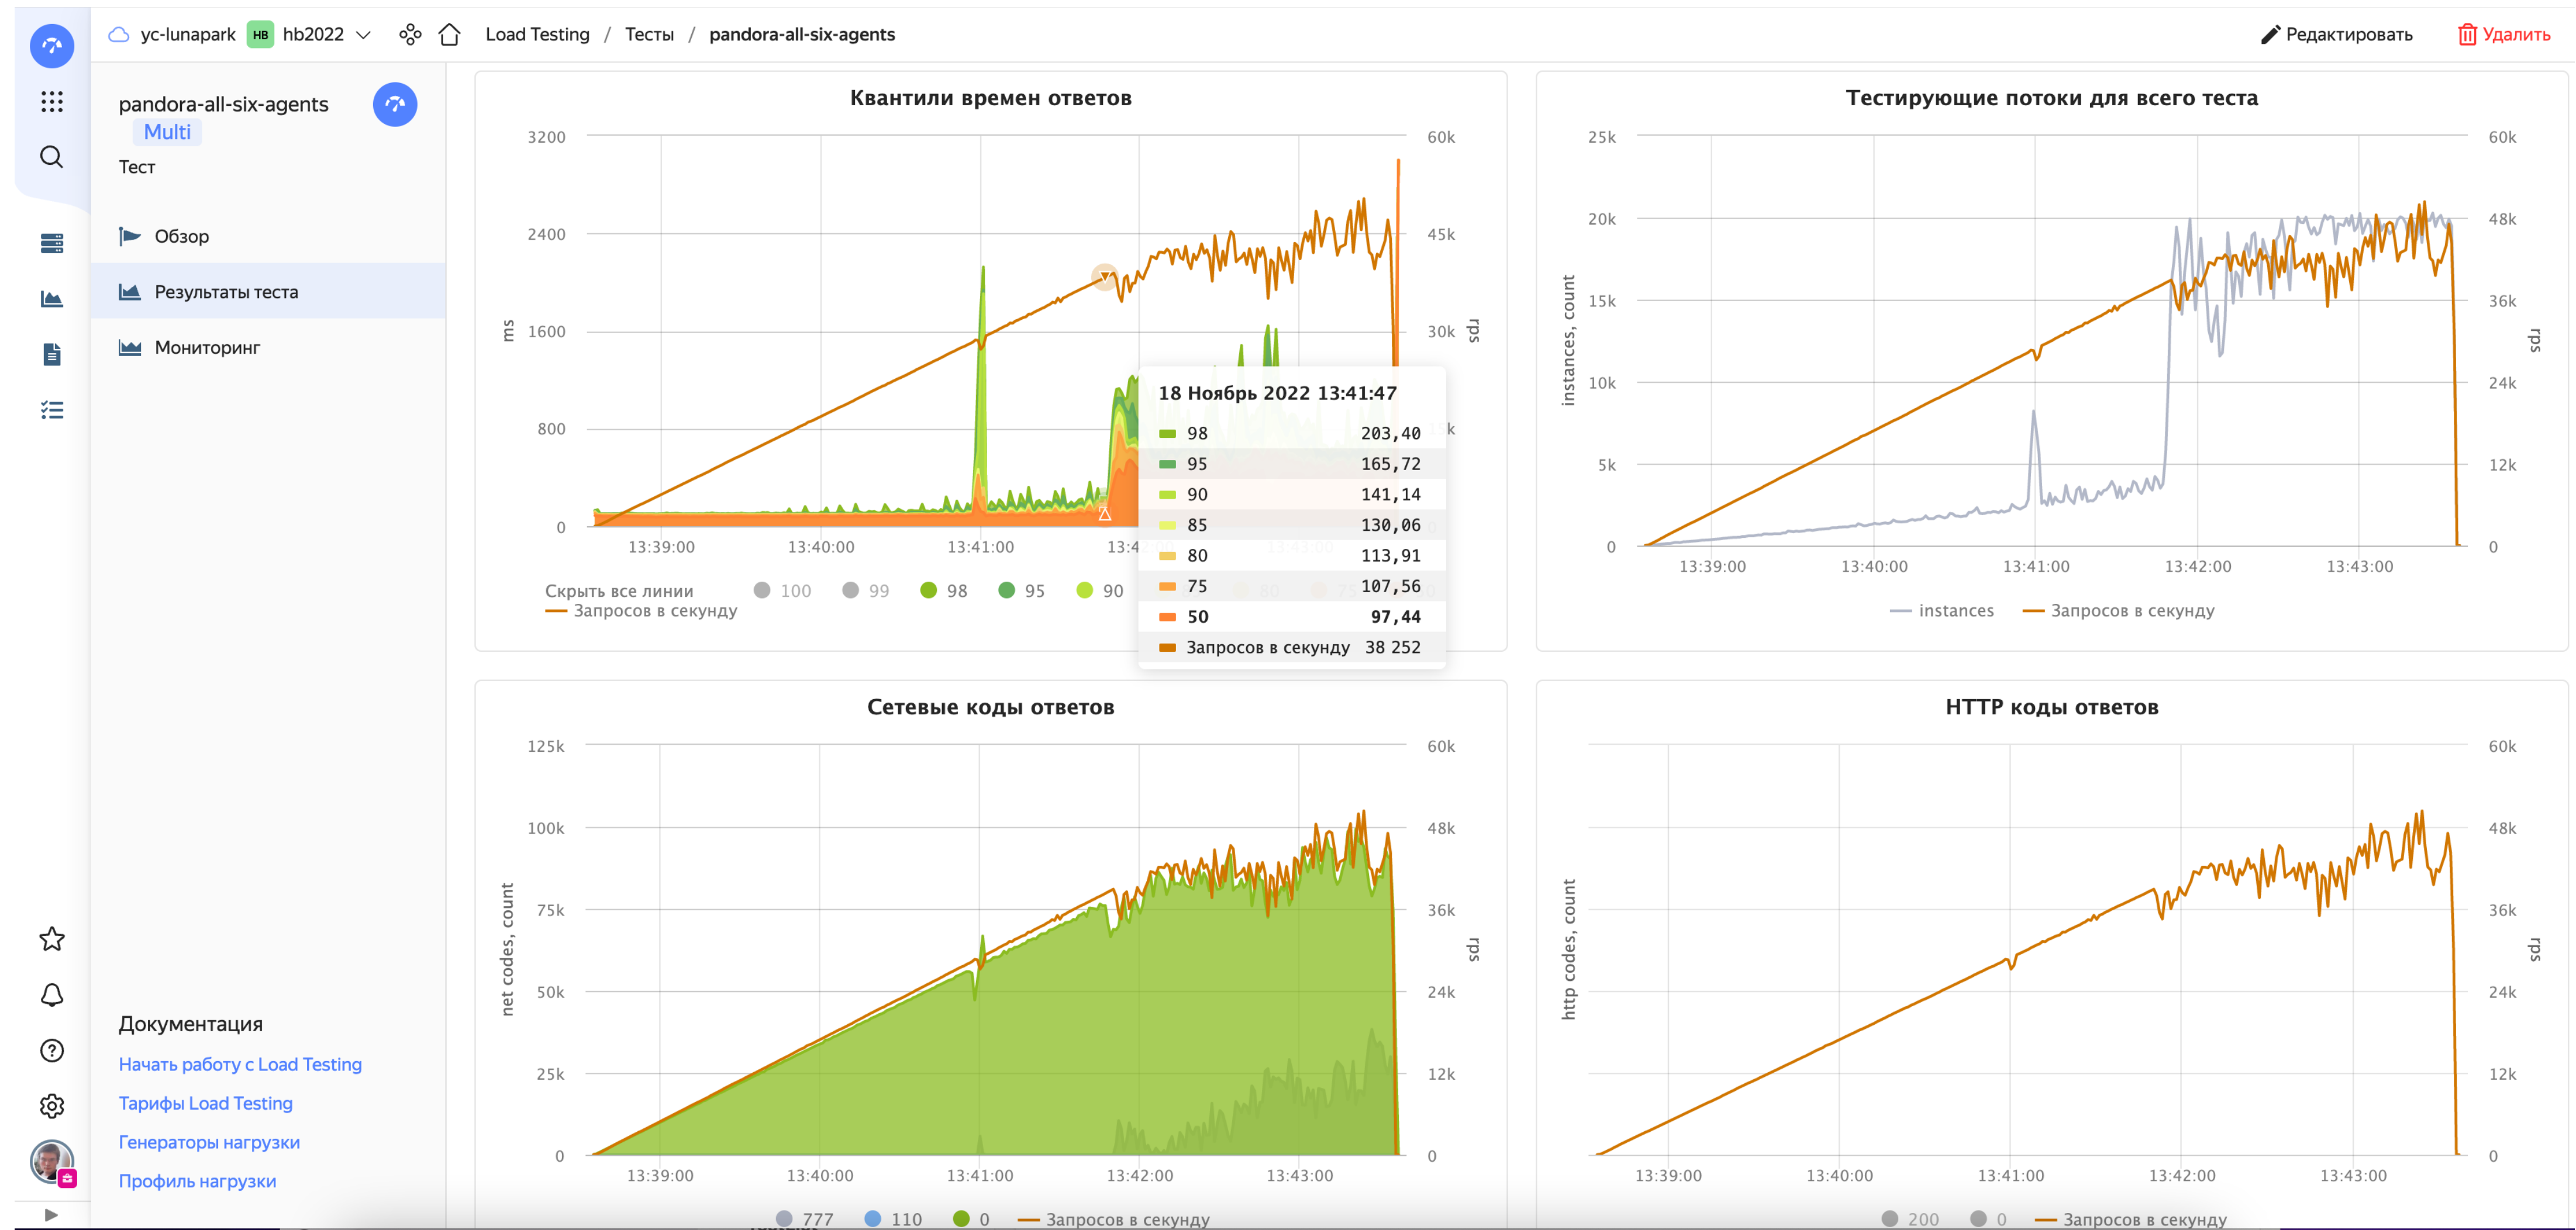 yc-lunapark HB hb2022 Load Testing / Тесты / pandora-all-six-agents Редактировать Удалить
pandora-all-six-agents
Multi
Тест
Обзор
Результаты теста
Мониторинг
Документация
Начать работу с Load Testing
Тарифы Load Testing
Генераторы нагрузки
Профиль нагрузки
Квантили времен ответов
3200 60k
2400 45k
1600 30k
800 k
0
ms
rps
13:39:00 13:40:00 13:41:00 13:4 13:43:00
18 Ноябрь 2022 13:41:47
98 203,40
95 165,72
90 141,14
85 130,06
80 113,91
75 107,56
50 97,44
Запросов в секунду 38 252
Скрыть все линии 100 99 98 95 90 80 75
Запросов в секунду
Тестирующие потоки для всего теста
25k 60k
20k 48k
15k 36k
10k 24k
5k 12k
0 0
instances, count
rps
13:39:00 13:40:00 13:41:00 13:42:00 13:43:00
instances Запросов в секунду
Сетевые коды ответов
125k 60k
100k 48k
75k 36k
50k 24k
25k 12k
0 0
net codes, count
rps
13:39:00 13:40:00 13:41:00 13:42:00 13:43:00
777 110 0 Запросов в секунду
HTTP коды ответов
60k
48k
36k
24k
12k
0
http codes, count
rps
13:39:00 13:40:00 13:41:00 13:42:00 13:43:00
200 0 Запросов в секунду